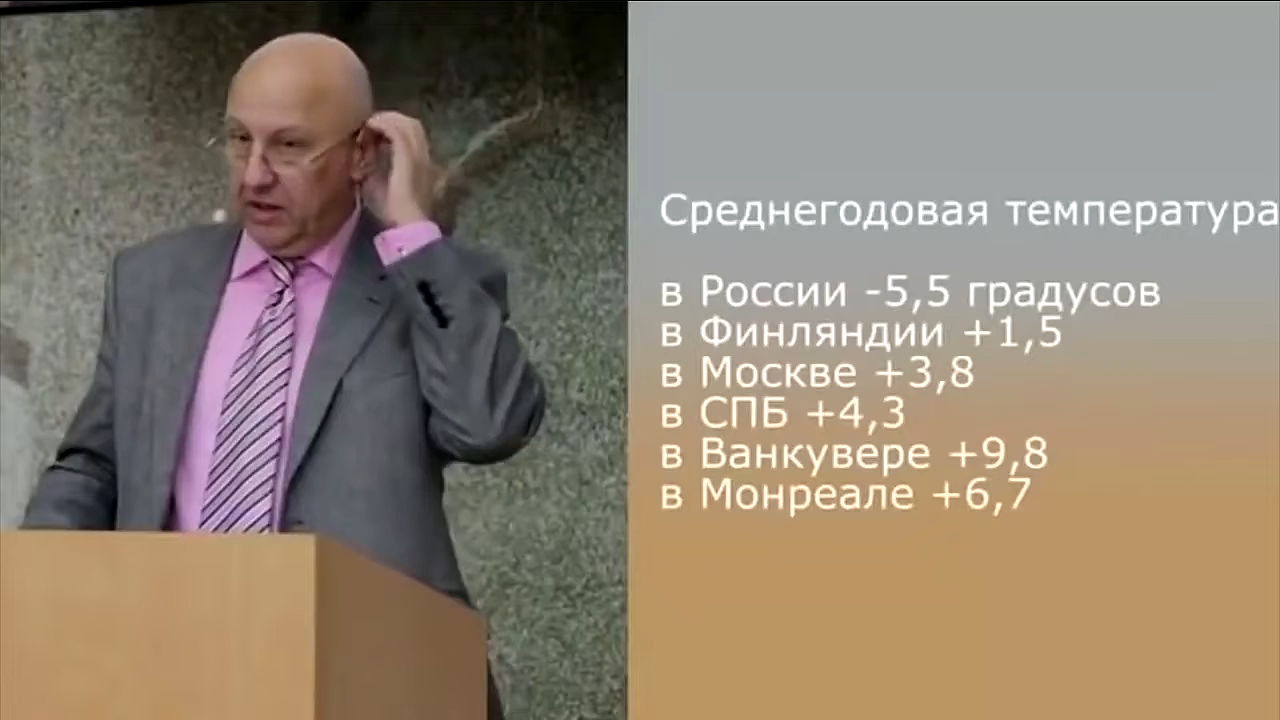 Среднегодовая температура
в России -5,5 градусов
в Финляндии +1,5
в Москве +3,8
в СПБ +4,3
в Ванкувере +9,8
в Монреале +6,7